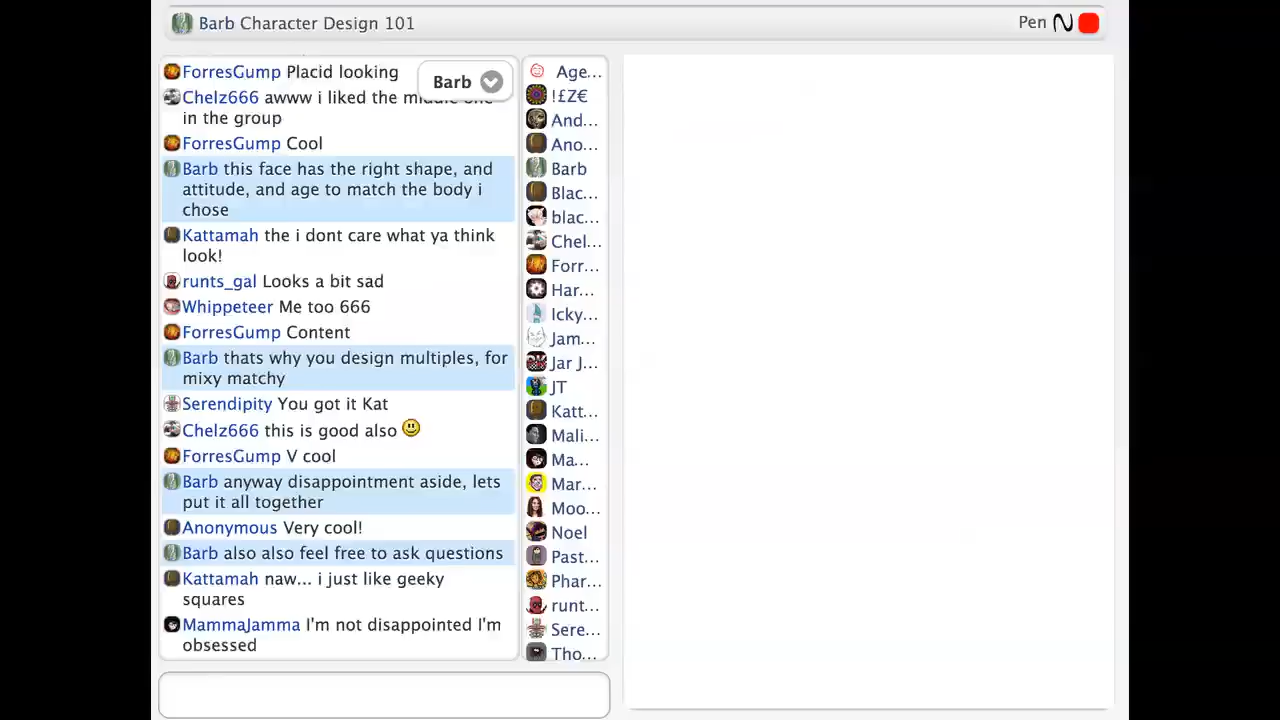 Barb Character Design 101
Pen
ForresGump Placid looking
Barb
Chelz666 awww i liked the middle one
in the group
ForresGump Cool
Barb this face has the right shape, and
attitude, and age to match the body i
chose
Kattamah the i dont care what ya think
look!
runts_gal Looks a bit sad
Whippeteer Me too 666
ForresGump Content
Barb thats why you design multiples, for
mixy matchy
Serendipity You got it Kat
Chelz666 this is good also
ForresGump V cool
Barb anyway disappointment aside, lets
put it all together
Anonymous Very cool!
Barb also also feel free to ask questions
Kattamah naw... i just like geeky
squares
MammaJamma I'm not disappointed I'm
obsessed
Age...
!£Z€
And...
Ano...
Barb
Blac...
blac...
Chel...
Forr...
Har...
Icky...
Jam...
Jar J...
JT
Katt...
Mali...
Ma...
Mar...
Moo...
Noel
Past...
Phar...
runt...
Sere...
Tho...